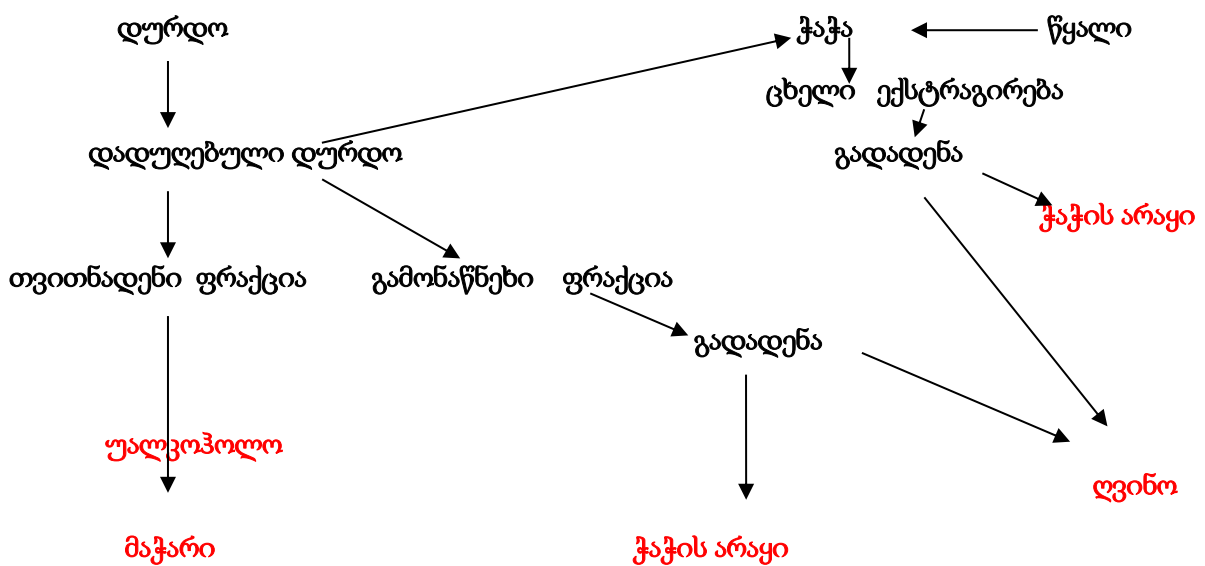 დურდო
ჭაჭა
წყალი
ცხელი ექსტრაგირება
დადუღებული დურდო
გადადენა
ჭაჭის არაყი
თვითნადენი ფრაქცია
გამონაწნეხი ფრაქცია
გადადენა
უალკოჰოლო
ღვინო
მაჭარი
ჭაჭის არაყი